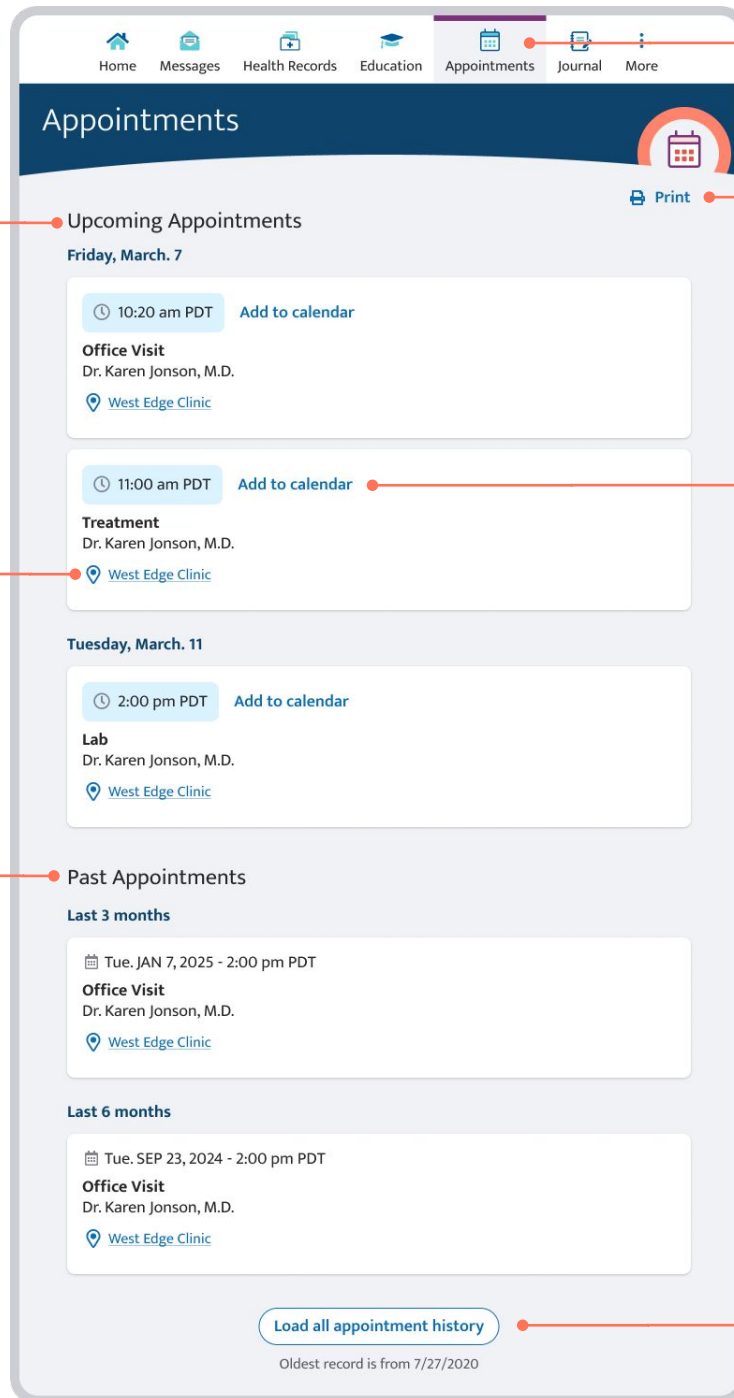 Home Messages Health Records Education Appointments Journal More
Appointments
Print
Upcoming Appointments
Friday, March. 7
10:20 am PDT Add to calendar
Office Visit
Dr. Karen Jonson, M.D.
West Edge Clinic
11:00 am PDT Add to calendar
Treatment
Dr. Karen Jonson, M.D.
West Edge Clinic
Tuesday, March. 11
2:00 pm PDT Add to calendar
Lab
Dr. Karen Jonson, M.D.
West Edge Clinic
Past Appointments
Last 3 months
Tue. JAN 7, 2025 - 2:00 pm PDT
Office Visit
Dr. Karen Jonson, M.D.
West Edge Clinic
Last 6 months
Tue. SEP 23, 2024 - 2:00 pm PDT
Office Visit
Dr. Karen Jonson, M.D.
West Edge Clinic
Load all appointment history
Oldest record is from 7/27/2020